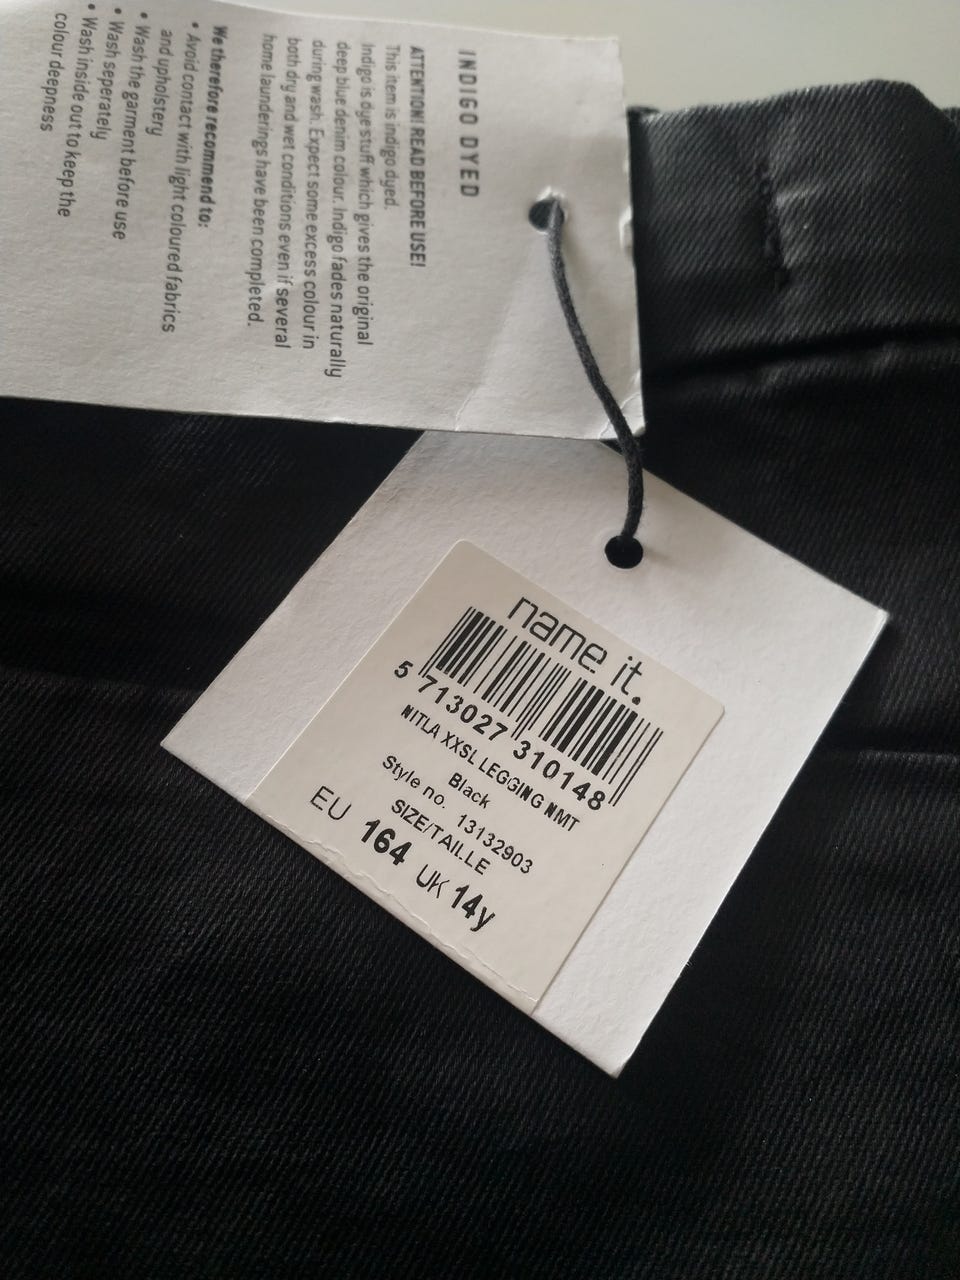 INDIGO DYED
ATTENTION! READ BEFORE USE!
This item is indigo dyed.
Indigo is dye stuff which gives the original
deep blue denim colour. Indigo fades naturally
during wash. Expect some excess colour in
both dry and wet conditions even if several
home launderings have been completed.
We therefore recommend to:
• Avoid contact with light coloured fabrics
and upholstery
• Wash the garment before use
• Wash seperately
• Wash inside out to keep the
colour deepness
name it.
5 713027 310148
NITLA XXSL LEGGING NMT
Black
Style no. 13132903
SIZE/TAILLE
EU 164 UK 14y